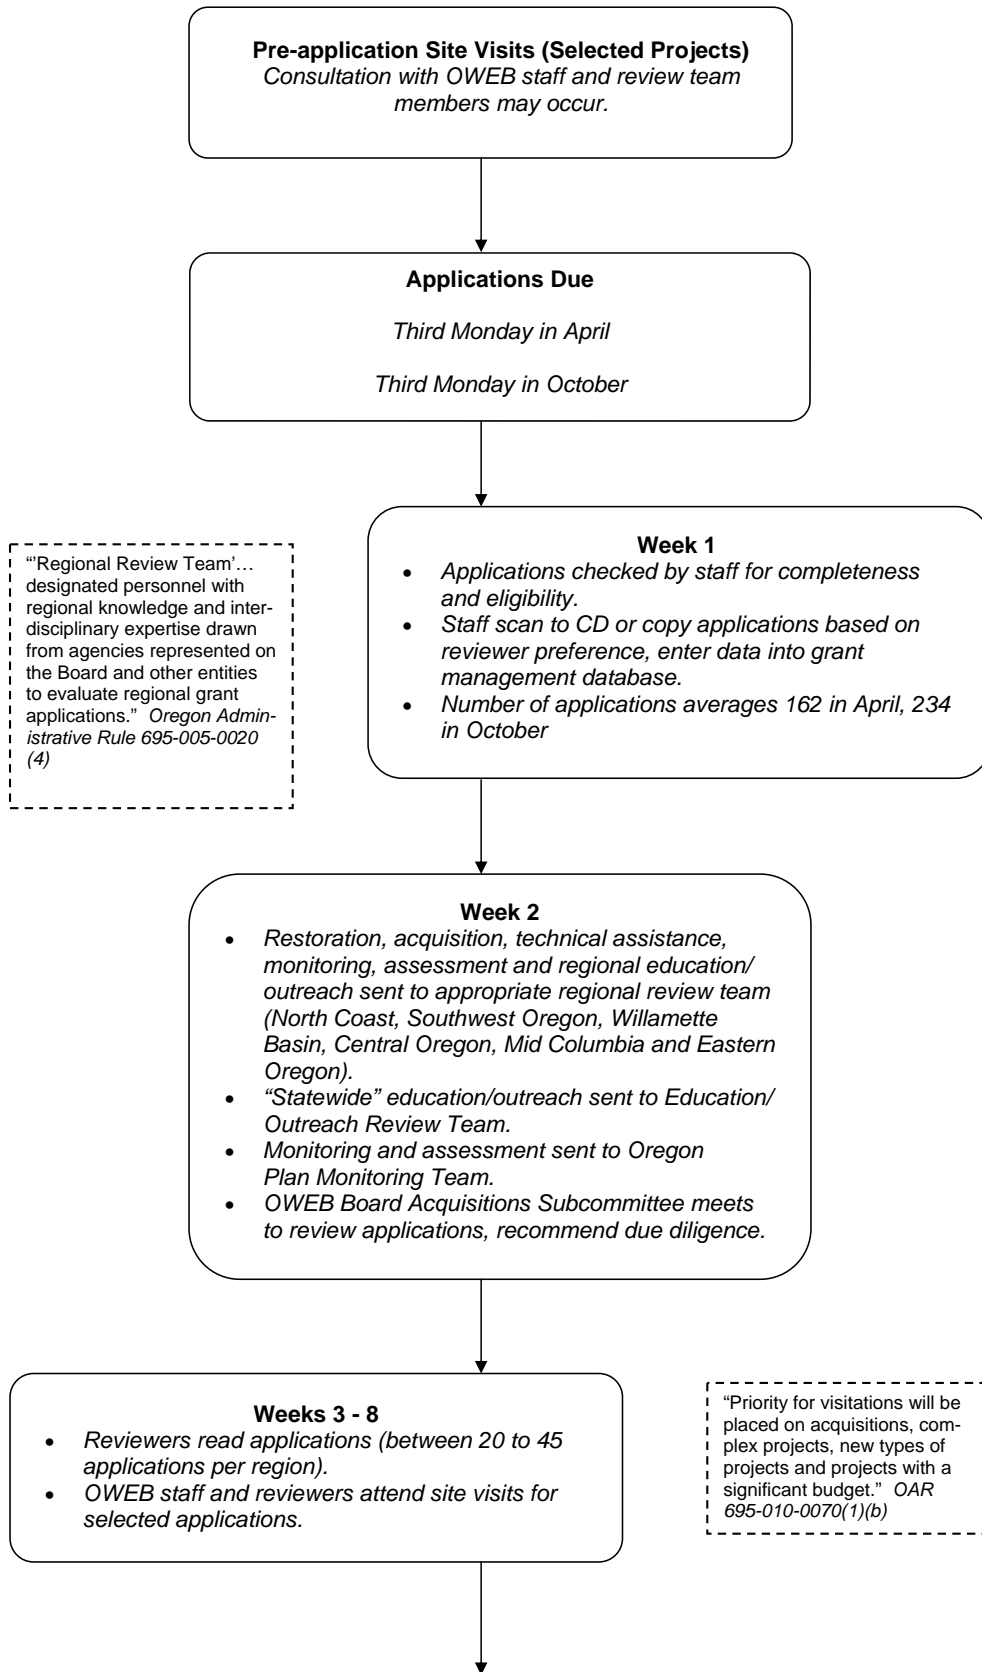 Pre-application Site Visits (Selected Projects)
Consultation with OWEB staff and review team
members may occur.
Applications Due
Third Monday in April
Third Monday in October
Week 1
• Applications checked by staff for completeness
and eligibility.
• Staff scan to CD or copy applications based on
reviewer preference, enter data into grant
management database.
• Number of applications averages 162 in April, 234
in October
“’Regional Review Team’…
designated personnel with
regional knowledge and inter-
disciplinary expertise drawn
from agencies represented on
the Board and other entities
to evaluate regional grant
applications.” Oregon Admin-
istrative Rule 695-005-0020
(4)
Week 2
• Restoration, acquisition, technical assistance,
monitoring, assessment and regional education/
outreach sent to appropriate regional review team
(North Coast, Southwest Oregon, Willamette
Basin, Central Oregon, Mid Columbia and Eastern
Oregon).
• “Statewide” education/outreach sent to Education/
Outreach Review Team.
• Monitoring and assessment sent to Oregon
Plan Monitoring Team.
• OWEB Board Acquisitions Subcommittee meets
to review applications, recommend due diligence.
Weeks 3 - 8
• Reviewers read applications (between 20 to 45
applications per region).
• OWEB staff and reviewers attend site visits for
selected applications.
“Priority for visitations will be
placed on acquisitions, com-
plex projects, new types of
projects and projects with a
significant budget.” OAR
695-010-0070(1)(b)